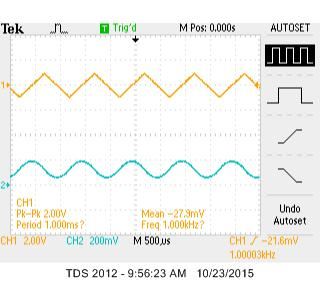 Tek T Trig'd M Pos: 0.000s AUTOSET
1
2
CH1
Pk-Pk 2.00V Mean -27.9mV
Period 1.000ms? Freq 1.000kHz?
Undo
Autoset
CH1 2.00V CH2 200mV M 500µs CH1 / -21.6mV
1.00003kHz
TDS 2012 - 9:56:23 AM 10/23/2015